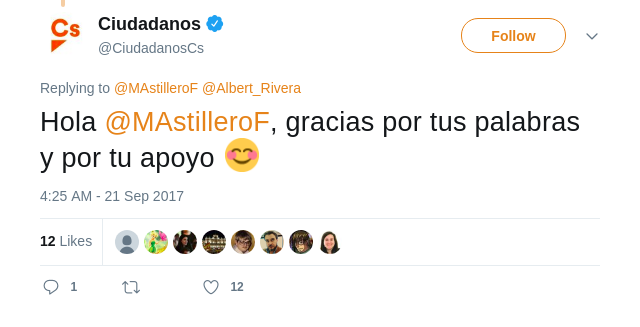 Cs
Ciudadanos
@CiudadanosCs
Follow
Replying to @MAstilleroF @Albert_Rivera
Hola @MAstilleroF, gracias por tus palabras
y por tu apoyo 😊
4:25 AM - 21 Sep 2017
12 Likes
1 12